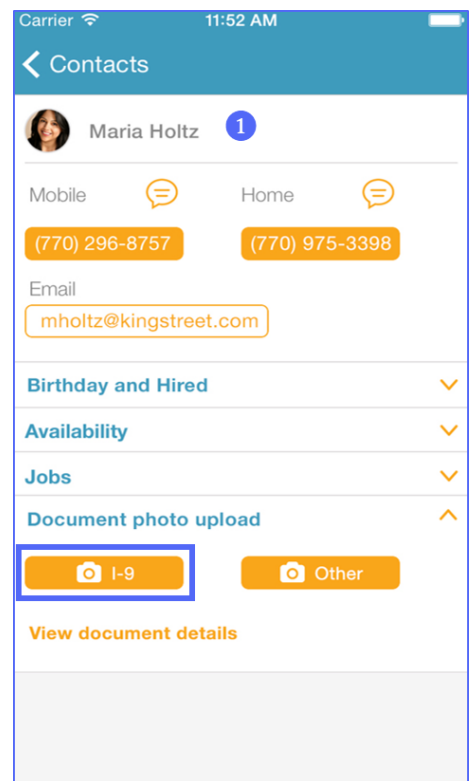 Carrier 11:52 AM
Contacts
Maria Holtz 1
Mobile Home
(770) 296-8757 (770) 975-3398
Email
mholtz@kingstreet.com
Birthday and Hired
Availability
Jobs
Document photo upload
I-9 Other
View document details